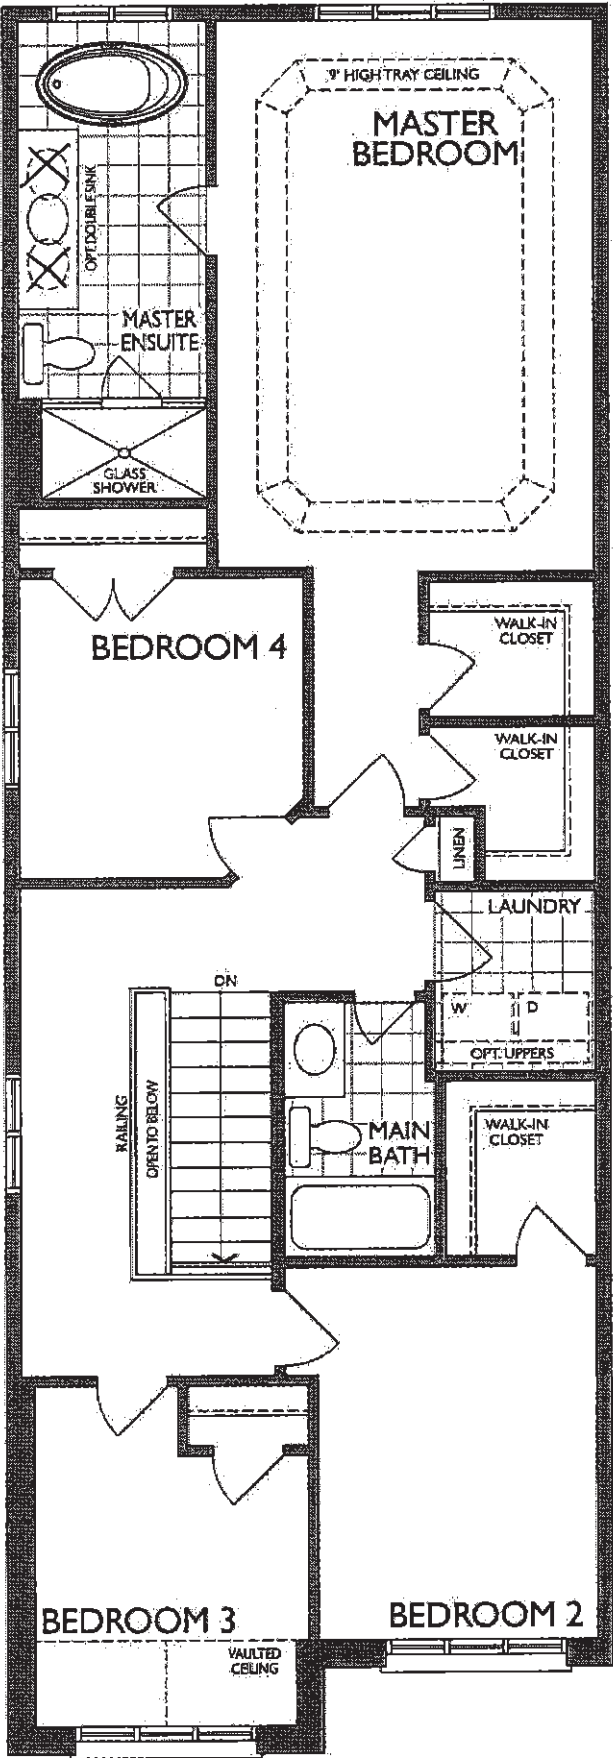 9' HIGH TRAY CEILING
MASTER
BEDROOM
OPT. DOUBLE SINK
MASTER
ENSUITE
GLASS
SHOWER
BEDROOM 4
WALK-IN
CLOSET
WALK-IN
CLOSET
LINEN
LAUNDRY
DN
W
D
OPT. UPPERS
RAILING
OPEN TO BELOW
MAIN
BATH
WALK-IN
CLOSET
BEDROOM 3
BEDROOM 2
VAULTED
CEILING